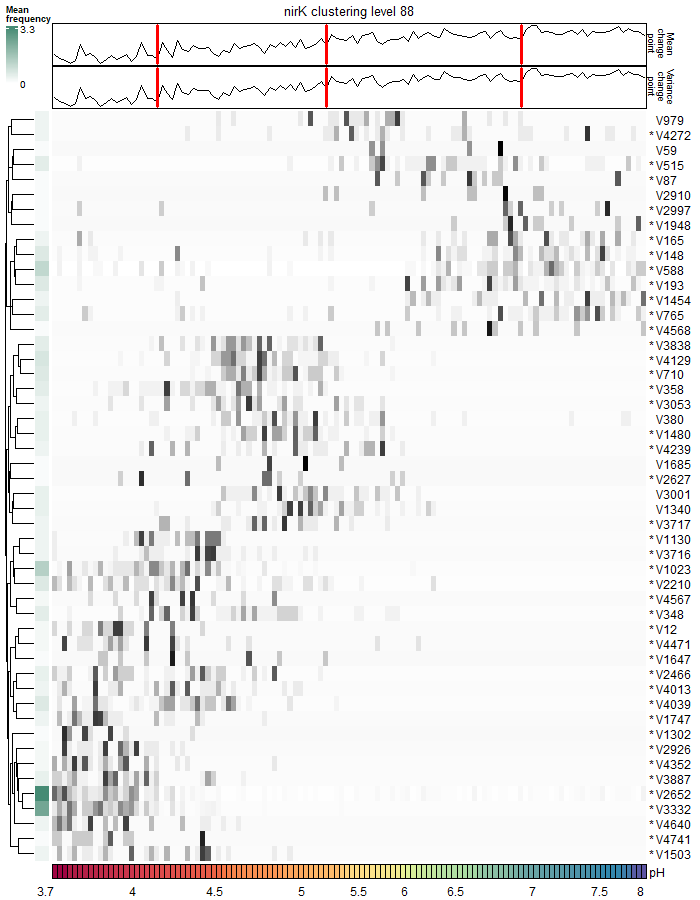 nirK clustering level 88
Mean
frequency
3.3
0
Mean
change
point
Variance
change
point
V979
* V4272
V59
* V515
* V87
V2910
* V2997
* V1948
* V165
* V148
* V588
* V193
* V1454
* V765
* V4568
* V3838
* V4129
* V710
* V358
* V3053
V380
* V1480
* V4239
V1685
* V2627
V3001
V1340
* V3717
* V1130
* V3716
* V1023
* V2210
* V4567
* V348
* V12
* V4471
* V1647
* V2466
* V4013
* V4039
* V1747
* V1302
* V2926
* V4352
* V3887
* V2652
* V3332
* V4640
* V4741
* V1503
pH
3.7 4 4.5 5 5.5 6 6.5 7 7.5 8